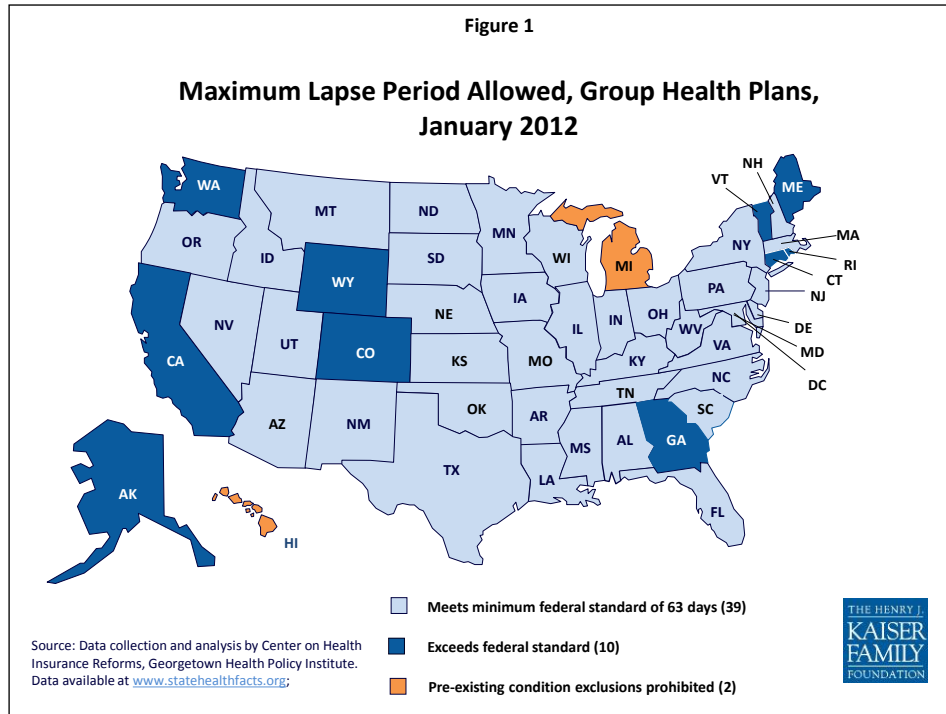 Figure 1
Maximum Lapse Period Allowed, Group Health Plans,
January 2012
WA
MT
ND
MN
OR
ID
SD
WI
MI
NH
VT
ME
NY
MA
RI
CT
NJ
PA
DE
MD
DC
WY
NE
IA
IL
IN
OH
WV
VA
NV
UT
CO
KS
MO
KY
CA
NC
TN
SC
AZ
NM
OK
AR
MS
AL
GA
TX
LA
FL
AK
HI
Meets minimum federal standard of 63 days (39)
Exceeds federal standard (10)
Pre-existing condition exclusions prohibited (2)
Source: Data collection and analysis by Center on Health
Insurance Reforms, Georgetown Health Policy Institute.
Data available at www.statehealthfacts.org;
THE HENRY J.
KAISER
FAMILY
FOUNDATION